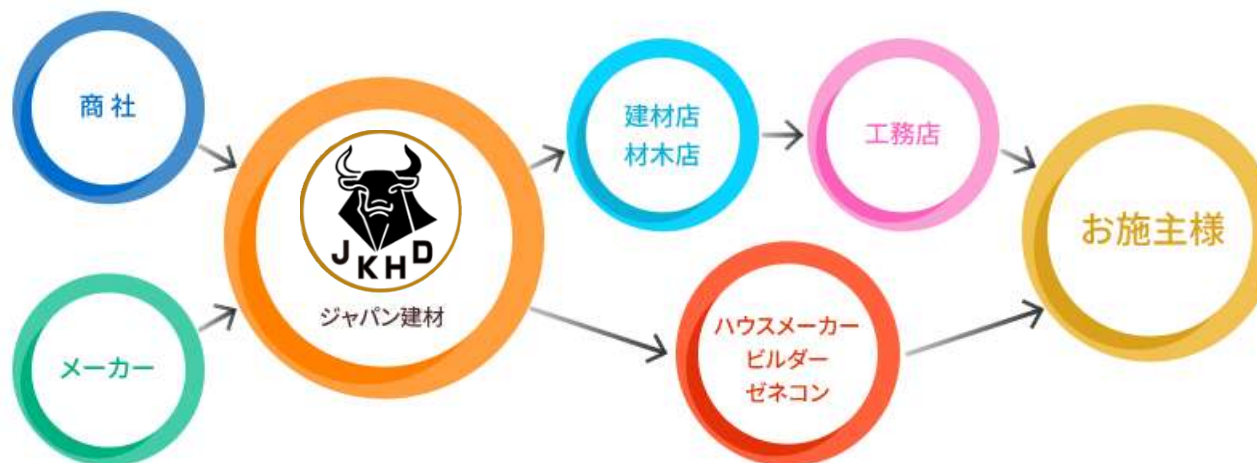 商社
メーカー
JKHD
ジャパン建材
建材店
材木店
工務店
ハウスメーカー
ビルダー
ゼネコン
お施主様